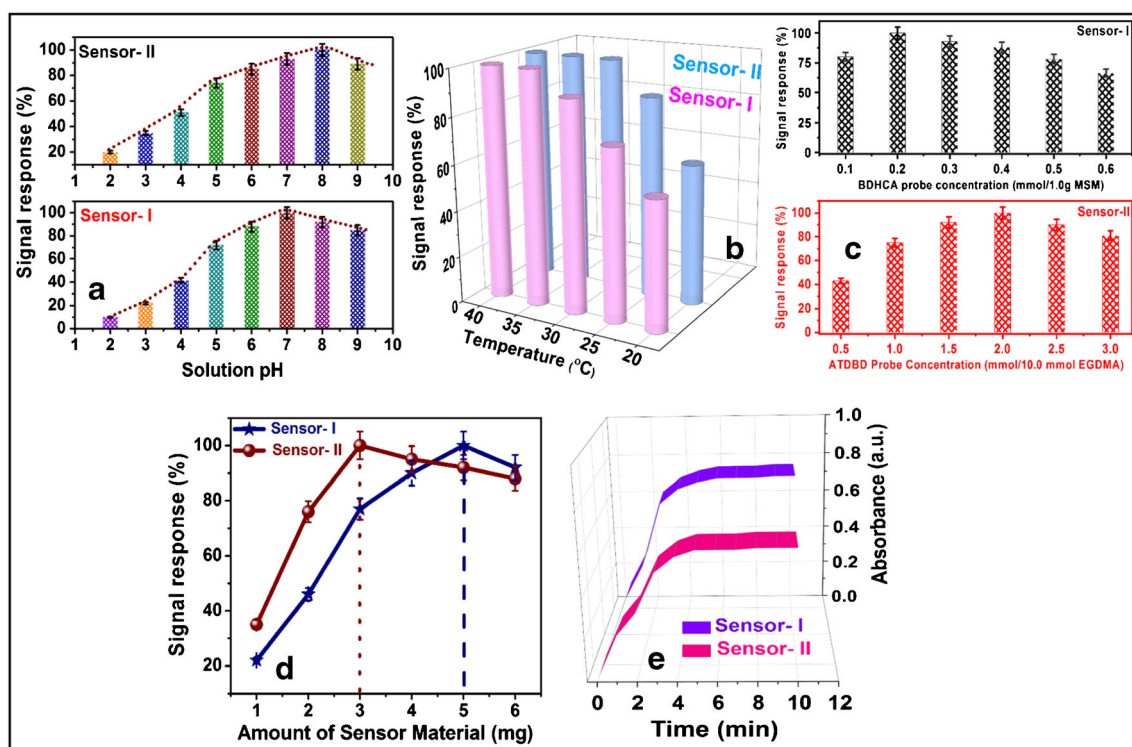 Sensor- II
Signal response (%)
100
80
60
40
20
1 2 3 4 5 6 7 8 9 10
Sensor- I
100
80
60
40
20
0
1 2 3 4 5 6 7 8 9 10
a
Solution pH
Sensor- II
Sensor- I
Signal response (%)
100
80
60
40
20
0
b
40 35 30 25 20
Temperature (°C)
Sensor- I
Signal response (%)
100
75
50
25
0
0.1 0.2 0.3 0.4 0.5 0.6
BDHCA probe concentration (mmol/1.0g MSM)
Sensor-II
Signal response (%)
100
80
60
40
20
0
c
0.5 1.0 1.5 2.0 2.5 3.0
ATDBD Probe Concentration (mmol/10.0 mmol EGDMA)
Sensor- I
Sensor- II
Signal response (%)
100
80
60
40
20
d
1 2 3 4 5 6
Amount of Sensor Material (mg)
1.0
0.8
0.6
0.4
0.2
0.0
Absorbance (a.u.)
Sensor- I
Sensor- II
e
0 2 4 6 8 10 12
Time (min)